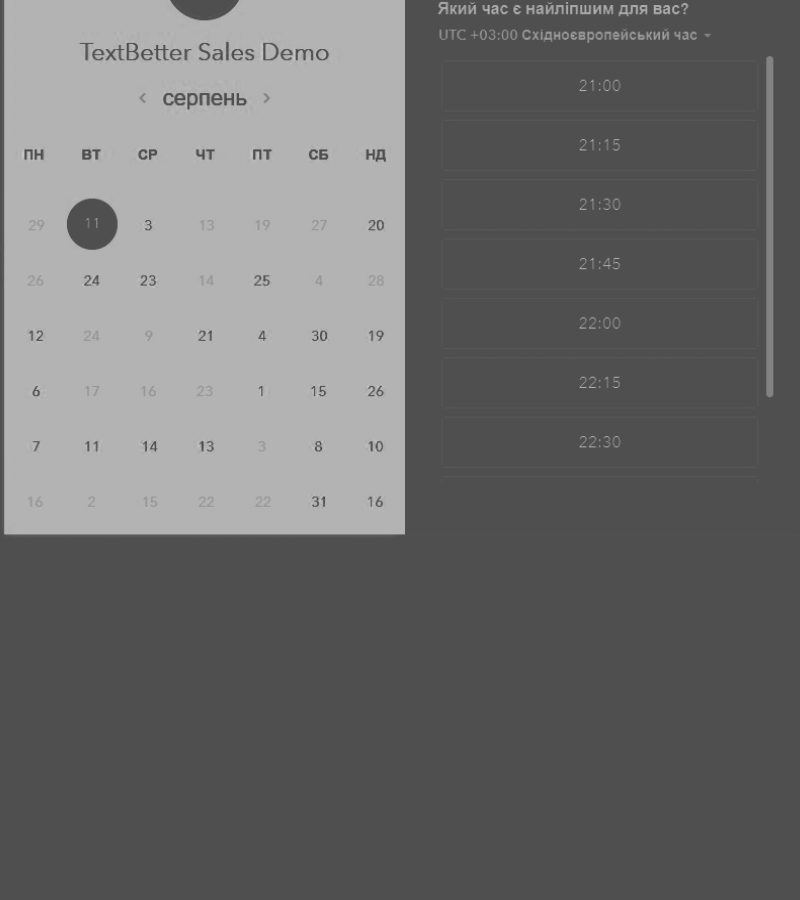 TextBetter Sales Demo
< серпень >
ПН ВТ СР ЧТ ПТ СБ НД
29 11 3 13 19 27 20
26 24 23 14 25 4 28
12 24 9 21 4 30 19
6 17 16 23 1 15 26
7 11 14 13 3 8 10
16 2 15 22 22 31 16
Який час є найліпшим для вас?
UTC +03:00 Східноєвропейський час
21:00
21:15
21:30
21:45
22:00
22:15
22:30